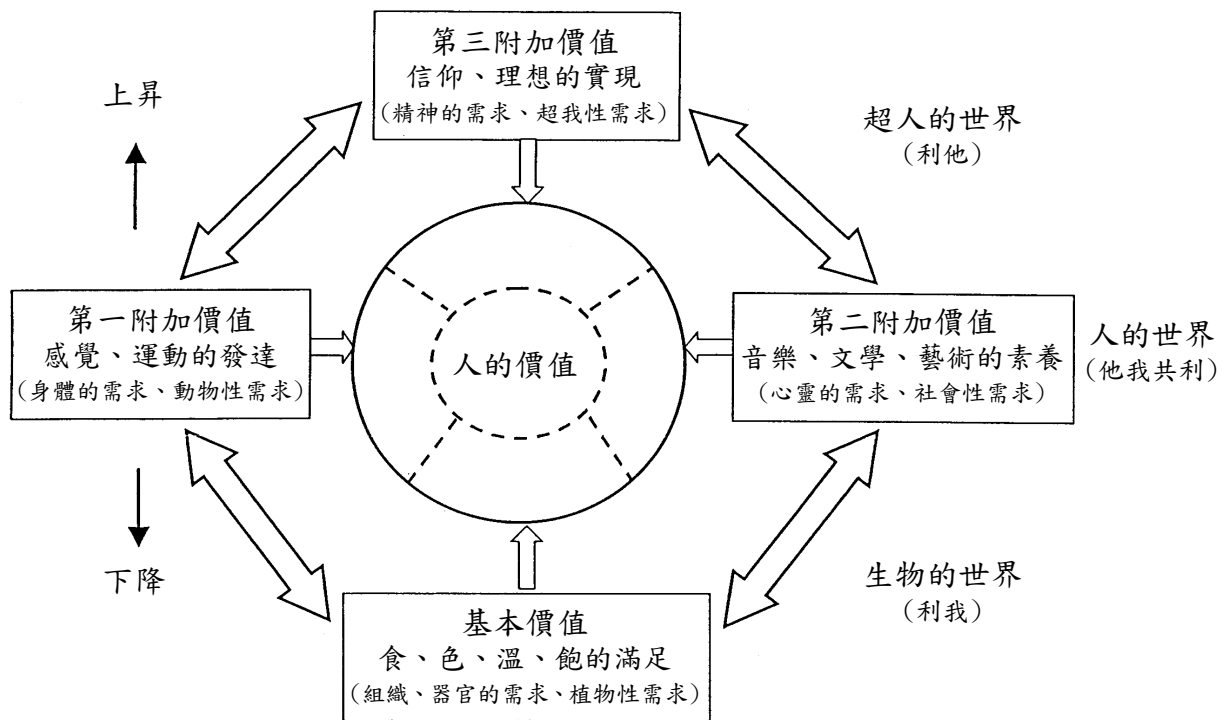 第三附加價值
信仰、理想的實現
(精神的需求、超我性需求)
上昇
超人的世界
(利他)
第一附加價值
感覺、運動的發達
(身體的需求、動物性需求)
人的價值
第二附加價值
音樂、文學、藝術的素養
(心靈的需求、社會性需求)
人的世界
(他我共利)
下降
生物的世界
(利我)
基本價值
食、色、溫、飽的滿足
(組織、器官的需求、植物性需求)